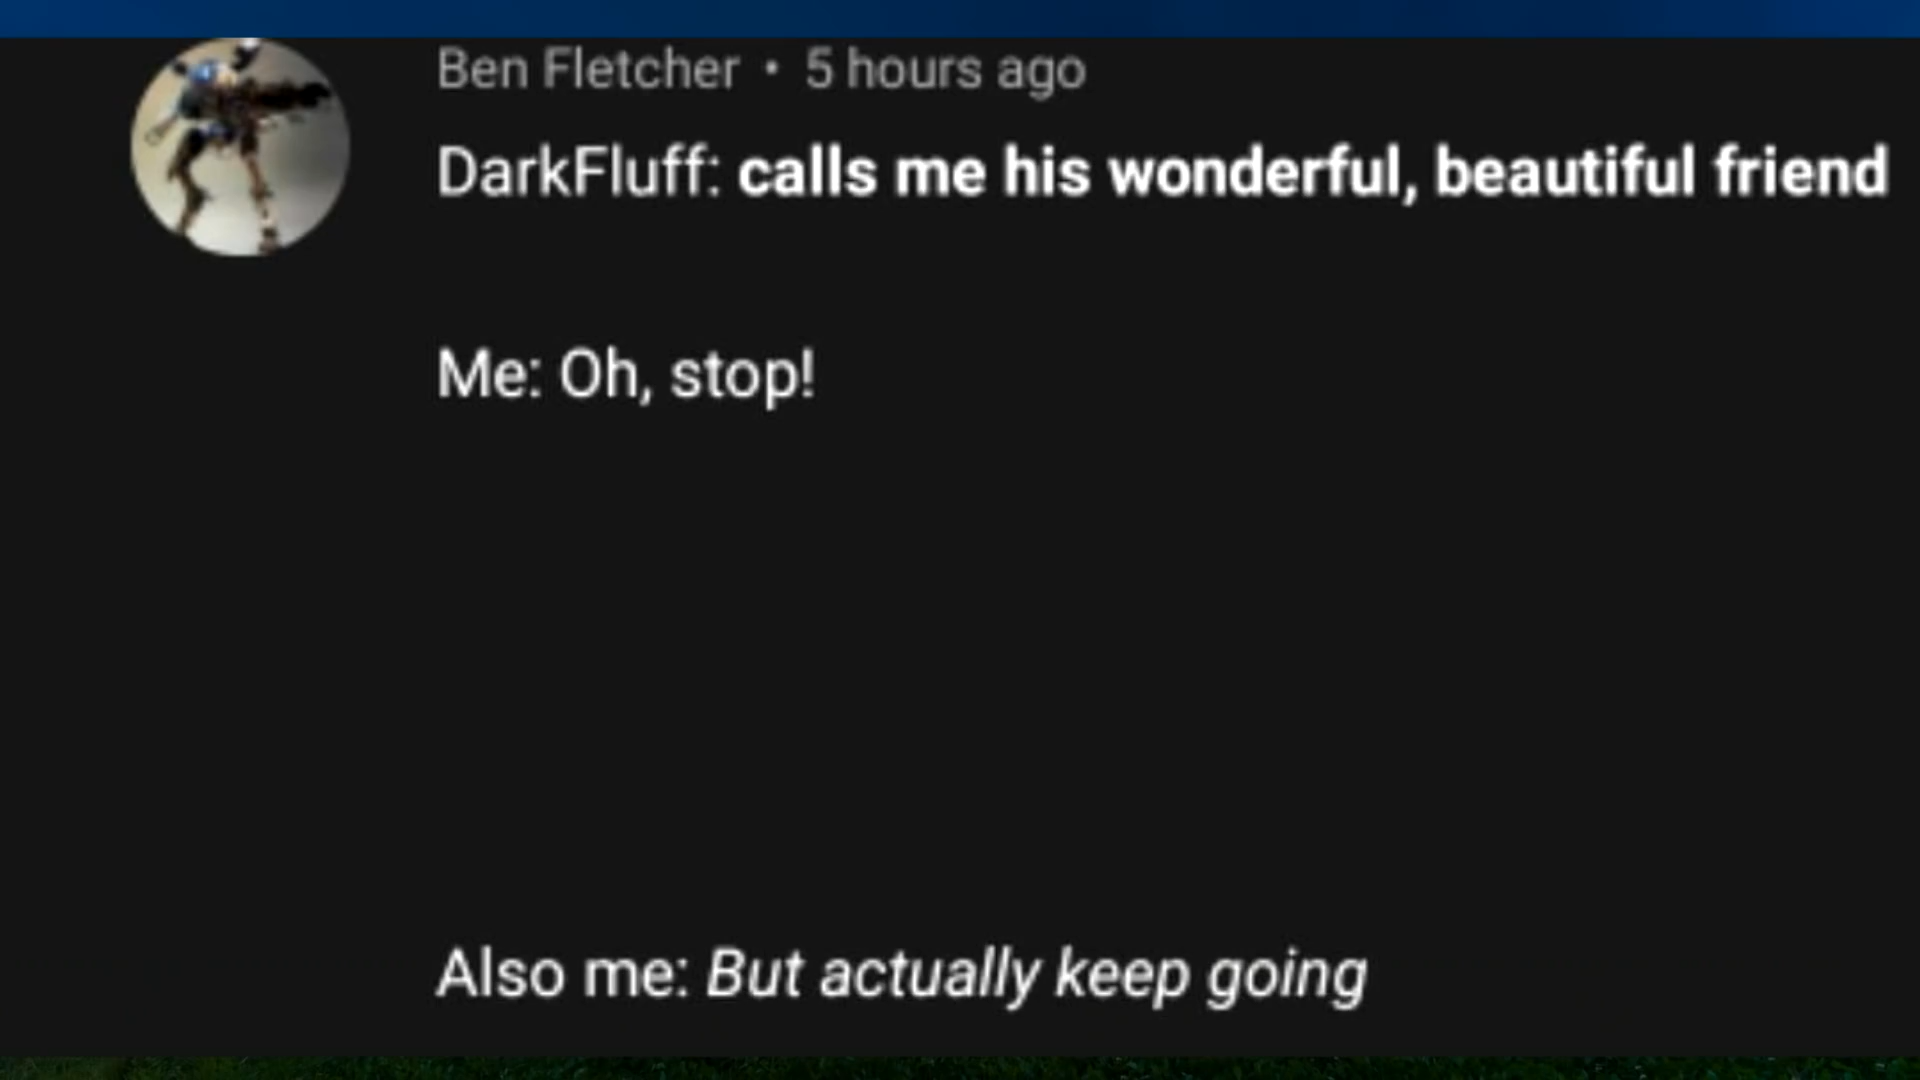 Ben Fletcher • 5 hours ago
DarkFluff: calls me his wonderful, beautiful friend
Me: Oh, stop!
Also me: But actually keep going